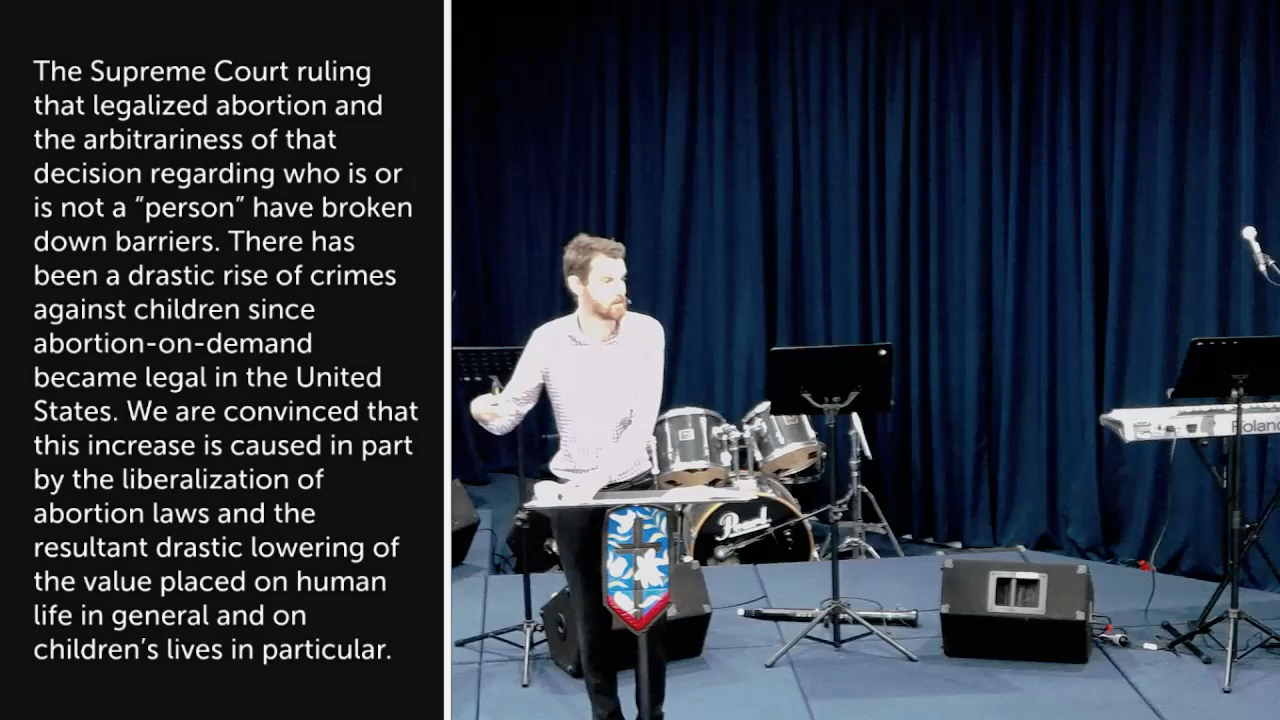 The Supreme Court ruling
that legalized abortion and
the arbitrariness of that
decision regarding who is or
is not a “person” have broken
down barriers. There has
been a drastic rise of crimes
against children since
abortion-on-demand
became legal in the United
States. We are convinced that
this increase is caused in part
by the liberalization of
abortion laws and the
resultant drastic lowering of
the value placed on human
life in general and on
children’s lives in particular.
Pearl
Roland